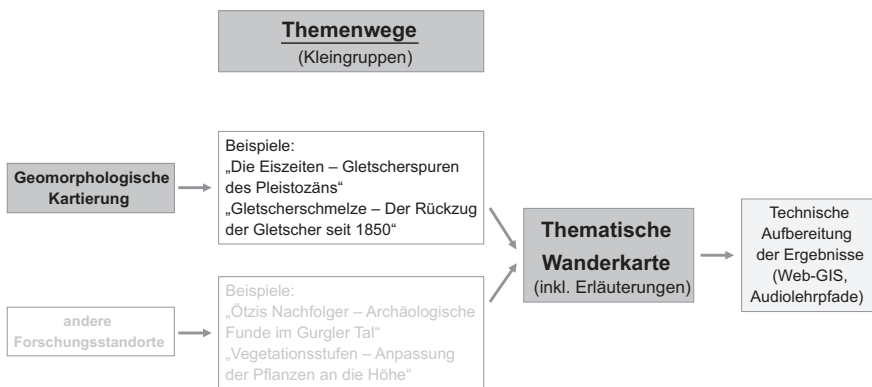 Themenwege
(Kleingruppen)
Geomorphologische
Kartierung
Beispiele:
„Die Eiszeiten – Gletscherspuren
des Pleistozäns“
„Gletscherschmelze – Der Rückzug
der Gletscher seit 1850“
andere
Forschungsstandorte
Beispiele:
„Ötzis Nachfolger – Archäologische
Funde im Gurgler Tal“
„Vegetationsstufen – Anpassung
der Pflanzen an die Höhe“
Thematische
Wanderkarte
(inkl. Erläuterungen)
Technische
Aufbereitung
der Ergebnisse
(Web-GIS,
Audiolehrpfade)